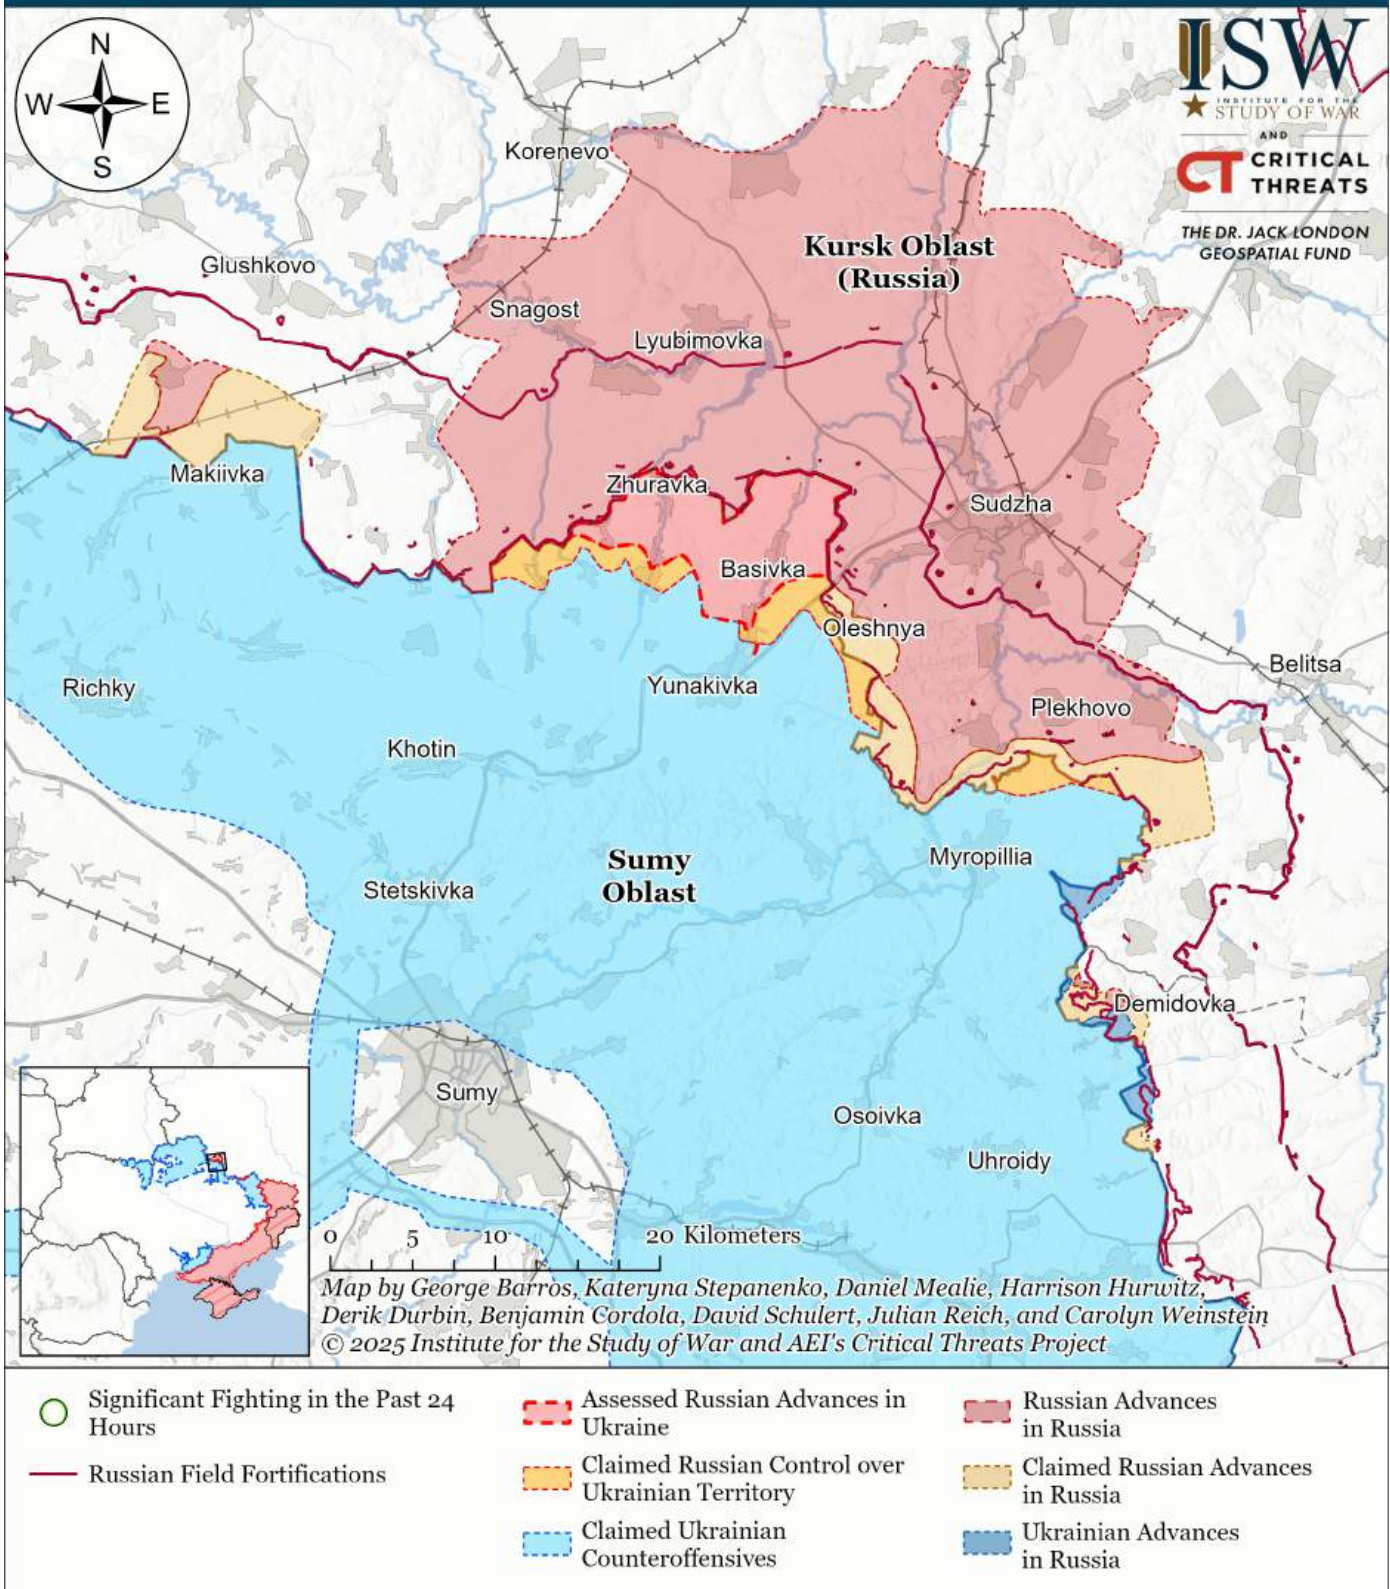 N
W E
S
ISW
INSTITUTE FOR THE
STUDY OF WAR
AND
CT CRITICAL
THREATS
THE DR. JACK LONDON
GEOSPATIAL FUND
Korenevo
Kursk Oblast
(Russia)
Glushkovo
Snagost
Lyubimovka
Makiivka
Zhuravka
Sudzha
Basivka
Oleshnya
Belitsa
Richky
Yunakivka
Plekhovo
Khotin
Sumy
Oblast
Myropillia
Stetskivka
Demidovka
Sumy
Osoivka
Uhroidy
0 5 10 20 Kilometers
Map by George Barros, Kateryna Stepanenko, Daniel Mealie, Harrison Hurwitz,
Derik Durbin, Benjamin Cordola, David Schulert, Julian Reich, and Carolyn Weinstein
© 2025 Institute for the Study of War and AEI's Critical Threats Project
Significant Fighting in the Past 24
Hours
Russian Field Fortifications
Assessed Russian Advances in
Ukraine
Claimed Russian Control over
Ukrainian Territory
Claimed Ukrainian
Counteroffensives
Russian Advances
in Russia
Claimed Russian Advances
in Russia
Ukrainian Advances
in Russia